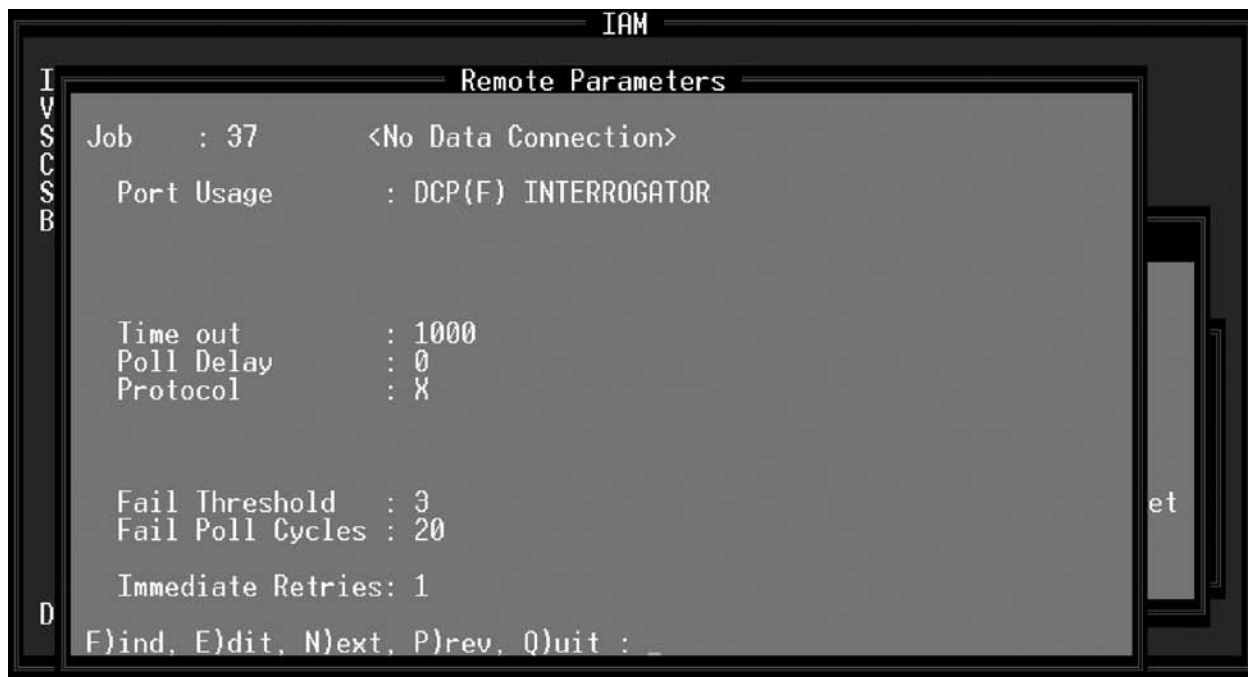 IAM
Remote Parameters
I
V
S
C
S
B
D
Job : 37 <No Data Connection>
Port Usage : DCP(F) INTERROGATOR
Time out : 1000
Poll Delay : 0
Protocol : X
Fail Threshold : 3
Fail Poll Cycles : 20
et
Immediate Retries: 1
F)ind, E)dit, N)ext, P)rev, Q)uit : _